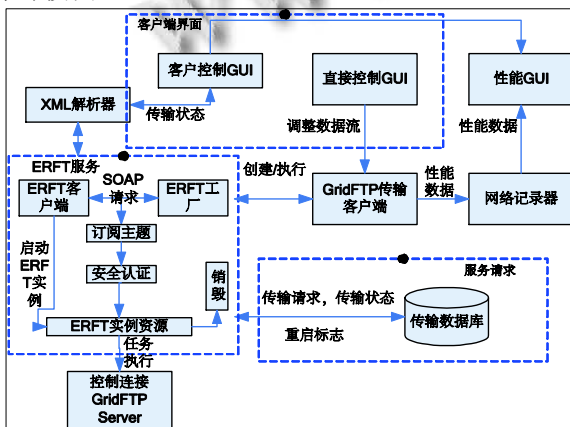 客户端界面
客户控制GUI
直接控制GUI
性能GUI
XML解析器
传输状态
调整数据流
性能数据
ERFT服务
SOAP
请求
创建/执行
ERFT客
户端
ERFT工
厂
GridFTP传输
客户端
性能
数据
网络记录器
订阅主题
启动
ERF
T实
例
安全认证
销
毁
服务请求
传输请求，传输状态
传输数据库
重启标志
ERFT实例资源
任务
执行
控制连接
GridFTP
Server